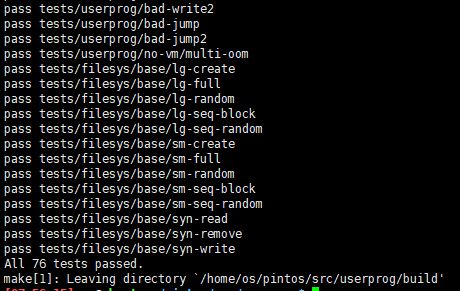 pass tests/userprog/bad-write2
pass tests/userprog/bad-jump
pass tests/userprog/bad-jump2
pass tests/userprog/no-vm/multi-oom
pass tests/filesys/base/lg-create
pass tests/filesys/base/lg-full
pass tests/filesys/base/lg-random
pass tests/filesys/base/lg-seq-block
pass tests/filesys/base/lg-seq-random
pass tests/filesys/base/sm-create
pass tests/filesys/base/sm-full
pass tests/filesys/base/sm-random
pass tests/filesys/base/sm-seq-block
pass tests/filesys/base/sm-seq-random
pass tests/filesys/base/syn-read
pass tests/filesys/base/syn-remove
pass tests/filesys/base/syn-write
All 76 tests passed.
make[1]: Leaving directory `/home/os/pintos/src/userprog/build'